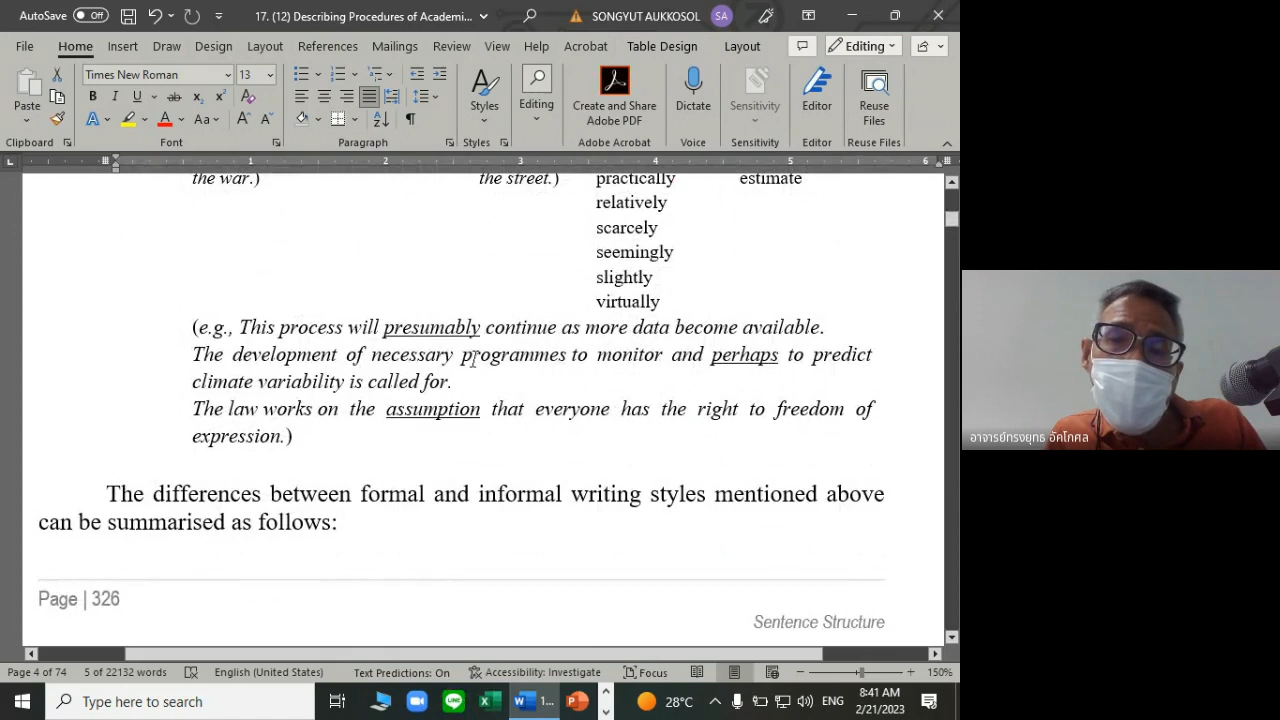 AutoSave Off 17. (12) Describing Procedures of Academi... SONGYUT AUKKOSOL SA
File Home Insert Draw Design Layout References Mailings Review View Help Acrobat Table Design Layout Editing
Times New Roman 13
Paste Styles Editing Create and Share Adobe PDF Dictate Sensitivity Editor Reuse Files
Clipboard Font Paragraph Styles Adobe Acrobat Voice Sensitivity Editor Reuse Files
1 2 3 4 5 6
the war.) the street.) practically estimate
relatively
scarcely
seemingly
slightly
virtually
(e.g., This process will presumably continue as more data become available.
The development of necessary programmes to monitor and perhaps to predict
climate variability is called for.
The law works on the assumption that everyone has the right to freedom of
expression.)
The differences between formal and informal writing styles mentioned above
can be summarised as follows:
Page | 326
Sentence Structure
Page 4 of 74 5 of 22132 words English (United States) Text Predictions: On Accessibility: Investigate Focus 150%
Type here to search 1... 28°C ENG 8:41 AM
2/21/2023
อาจารย์ทรงยุทธ อัคโกศล